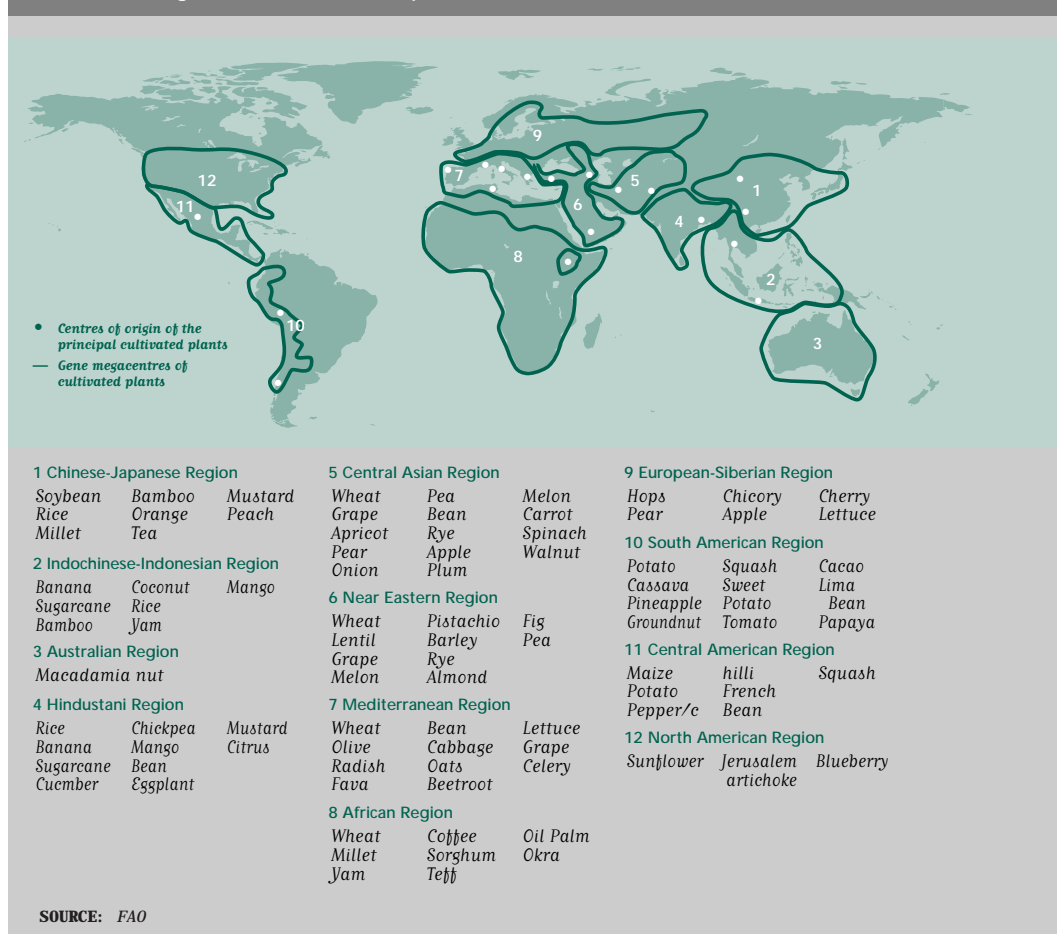 12
11
10
9
8
7
6
5
4
3
2
1
Centres of origin of the
principal cultivated plants
Gene megacentres of
cultivated plants
1 Chinese-Japanese Region
Soybean Bamboo Mustard
Rice Orange Peach
Millet Tea
2 Indochinese-Indonesian Region
Banana Coconut Mango
Sugarcane Rice
Bamboo Yam
3 Australian Region
Macadamia nut
4 Hindustani Region
Rice Chickpea Mustard
Banana Mango Citrus
Sugarcane Bean
Cucmber Eggplant
5 Central Asian Region
Wheat Pea Melon
Grape Bean Carrot
Apricot Rye Spinach
Pear Apple Walnut
Onion Plum
6 Near Eastern Region
Wheat Pistachio Fig
Lentil Barley Pea
Grape Rye
Melon Almond
7 Mediterranean Region
Wheat Bean Lettuce
Olive Cabbage Grape
Radish Oats Celery
Fava Beetroot
8 African Region
Wheat Coffee Oil Palm
Millet Sorghum Okra
Yam Teff
9 European-Siberian Region
Hops Chicory Cherry
Pear Apple Lettuce
10 South American Region
Potato Squash Cacao
Cassava Sweet Lima
Pineapple Potato Bean
Groundnut Tomato Papaya
11 Central American Region
Maize hilli Squash
Potato French
Pepper/c Bean
12 North American Region
Sunflower Jerusalem Blueberry
artichoke
SOURCE: FAO